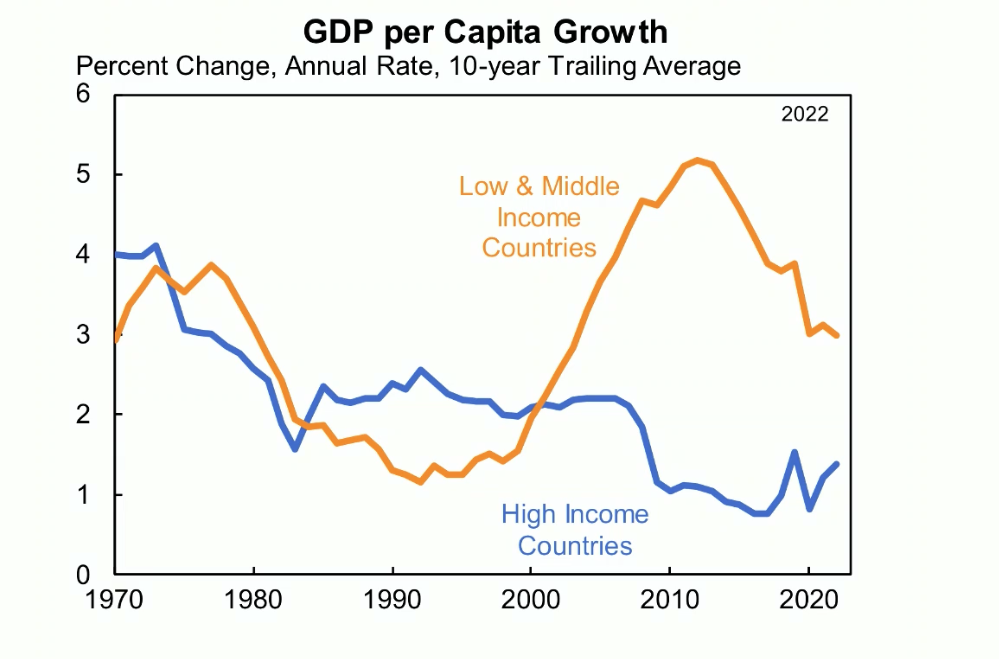 GDP per Capita Growth
Percent Change, Annual Rate, 10-year Trailing Average
6
2022
5
Low & Middle
Income
Countries
4
3
2
1
High Income
Countries
0
1970 1980 1990 2000 2010 2020